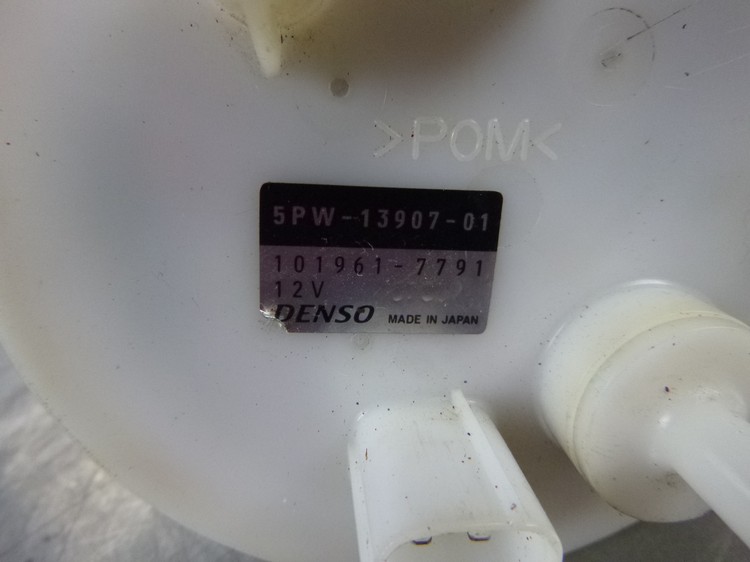 >POM<
5PW-13907-01
101961-7791
12V
DENSO MADE IN JAPAN